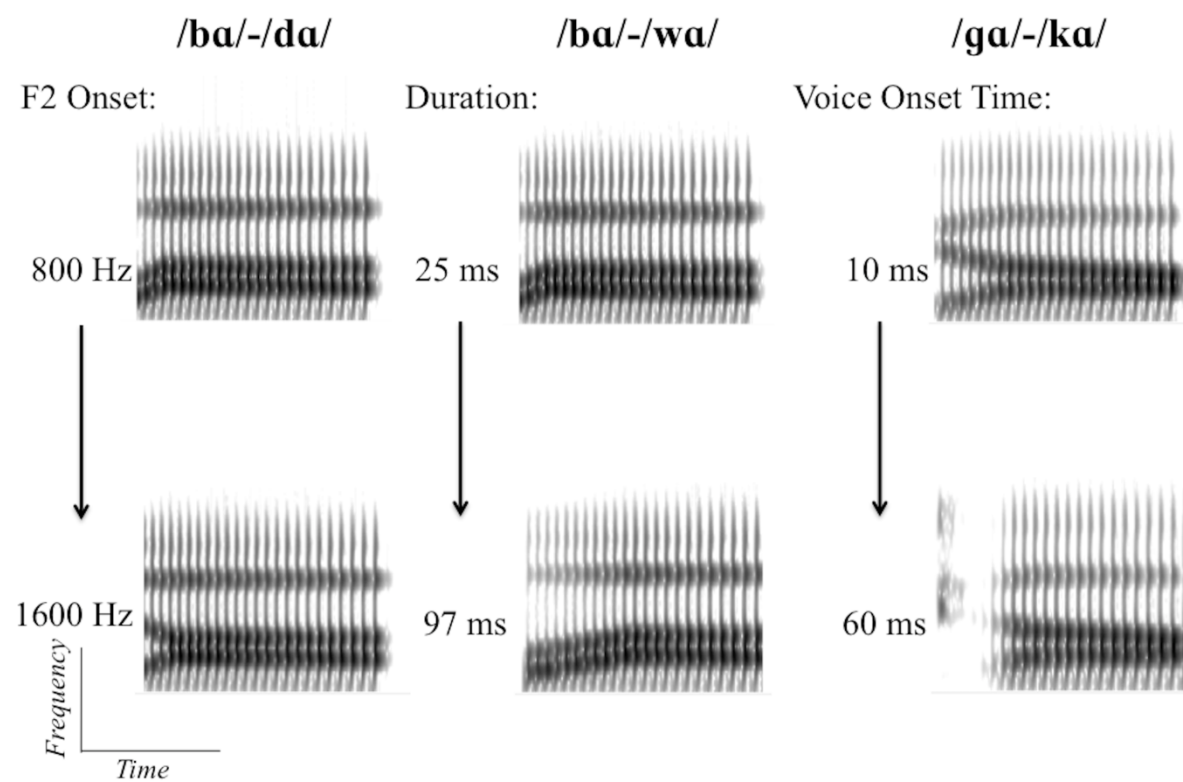 /bɑ/-/dɑ/ /bɑ/-/wɑ/ /gɑ/-/kɑ/
F2 Onset: Duration: Voice Onset Time:
800 Hz 25 ms 10 ms
1600 Hz 97 ms 60 ms
Frequency
Time